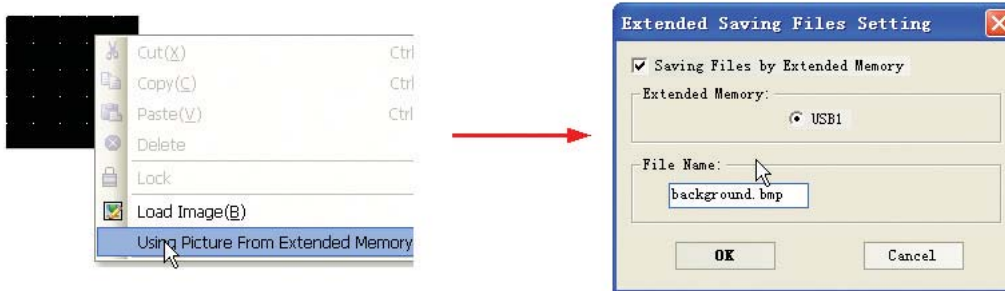 Cut(X) Ctrl
Copy(C) Ctrl
Paste(V) Ctrl
Delete
Lock
Load Image(B)
Using Picture From Extended Memory
Extended Saving Files Setting
Saving Files by Extended Memory
Extended Memory:
USB1
File Name:
background.bmp
OK Cancel